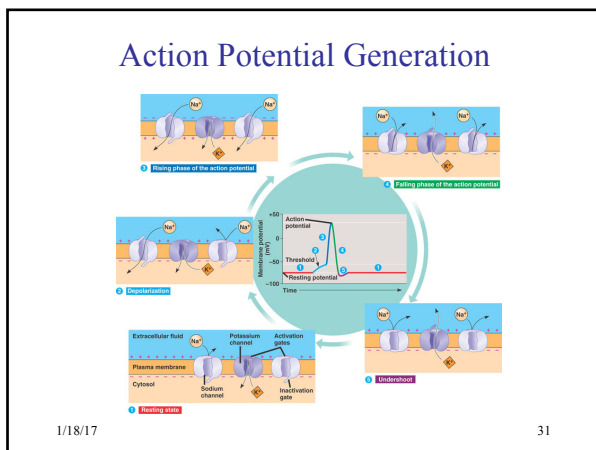 Action Potential Generation
Na+
Na+
K+
3 Rising phase of the action potential
Na+
Na+
K+
4 Falling phase of the action potential
Na+
Na+
K+
2 Depolarization
+50
Action
potential
0
Membrane potential
(mV)
3
4
2
Threshold
-50
1
5
1
Resting potential
-100
Time
Na+
Na+
K+
5 Undershoot
Extracellular fluid
Potassium
channel
Activation
gates
Na+
Plasma membrane
Cytosol
Sodium
channel
K+
Inactivation
gate
1 Resting state
1/18/17
31